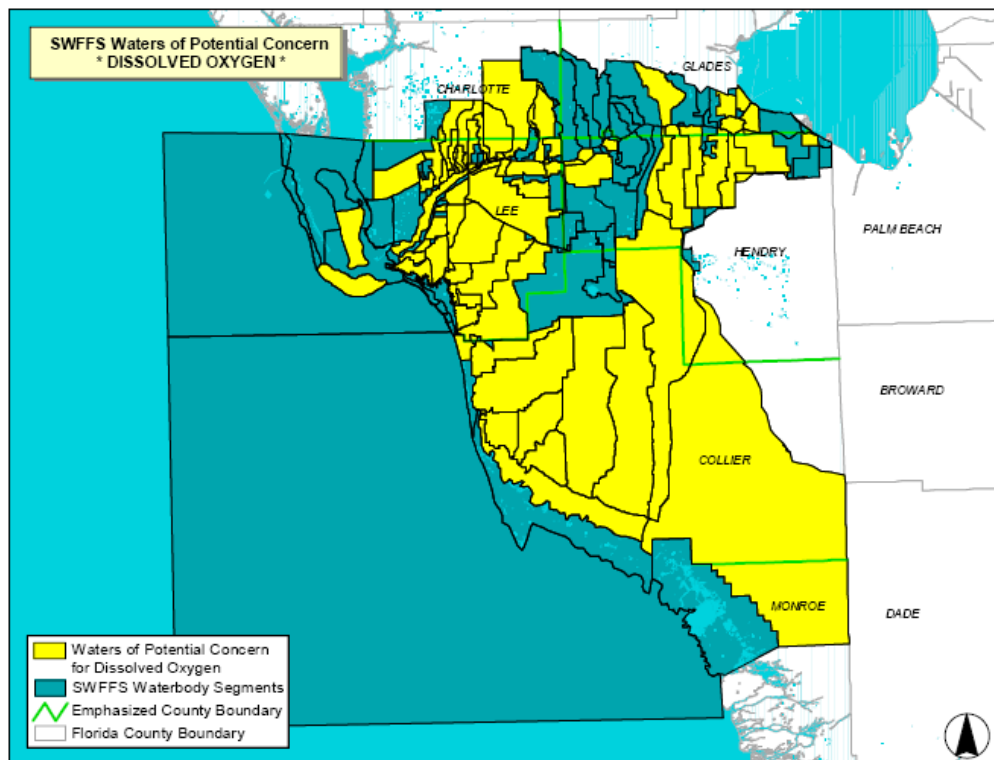 SWFFS Waters of Potential Concern
* DISSOLVED OXYGEN *
GLADES
CHARLOTTE
LEE
PALM BEACH
HENDRY
BROWARD
COLLIER
MONROE
DADE
Waters of Potential Concern
for Dissolved Oxygen
SWFFS Waterbody Segments
Emphasized County Boundary
Florida County Boundary